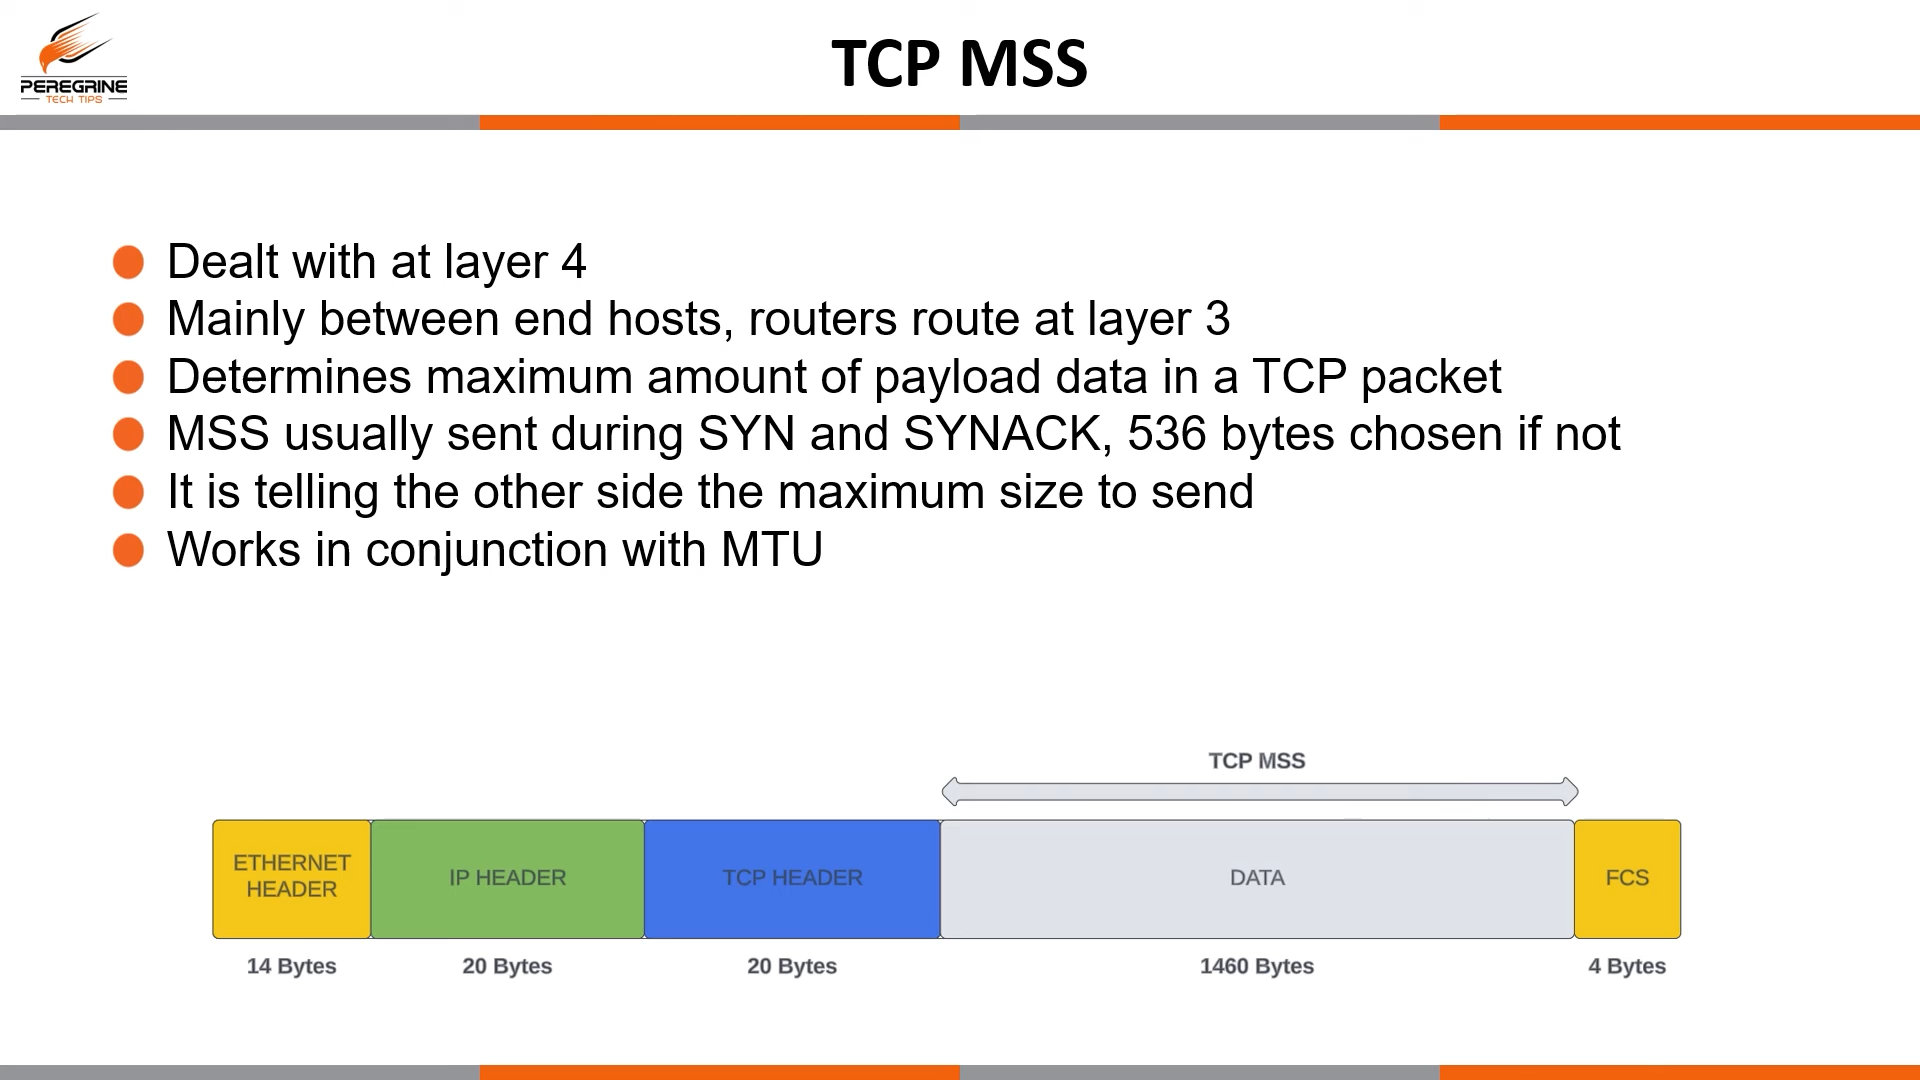 PEREGRINE
TECH TIPS
TCP MSS
Dealt with at layer 4
Mainly between end hosts, routers route at layer 3
Determines maximum amount of payload data in a TCP packet
MSS usually sent during SYN and SYNACK, 536 bytes chosen if not
It is telling the other side the maximum size to send
Works in conjunction with MTU
TCP MSS
ETHERNET
HEADER
IP HEADER
TCP HEADER
DATA
FCS
14 Bytes
20 Bytes
20 Bytes
1460 Bytes
4 Bytes